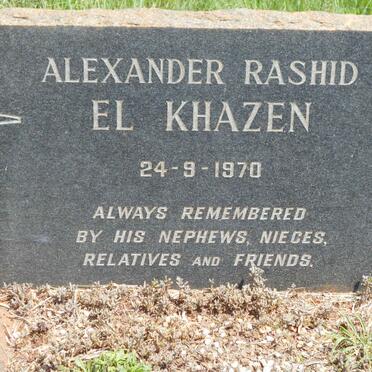 ALEXANDER RASHID
EL KHAZEN
24-9-1970
ALWAYS REMEMBERED
BY HIS NEPHEWS, NIECES,
RELATIVES AND FRIENDS.